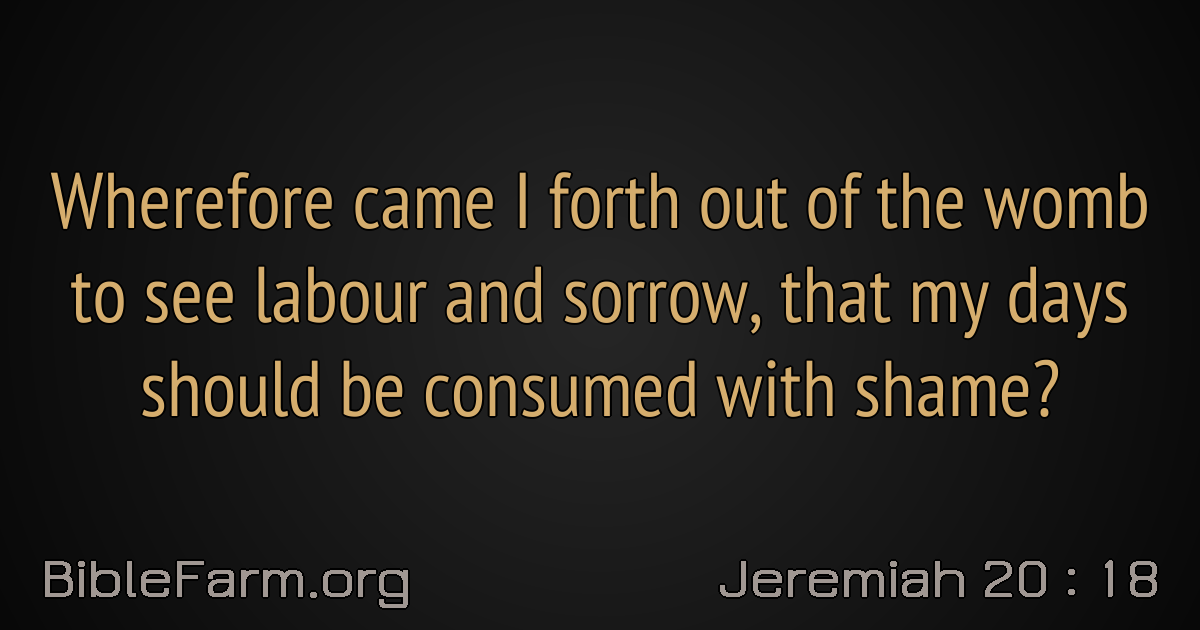 Wherefore came I forth out of the womb
to see labour and sorrow, that my days
should be consumed with shame?
BibleFarm.org
Jeremiah 20 : 18